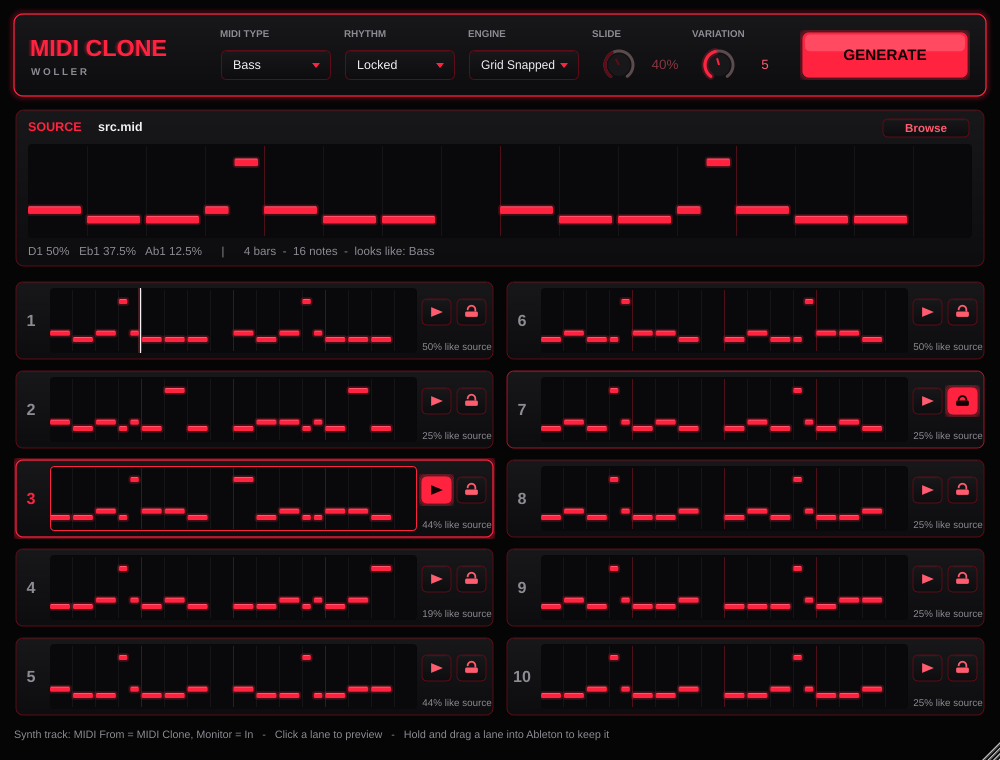 MIDI CLONE
WOLLER
MIDI TYPE RHYTHM ENGINE SLIDE VARIATION
Bass Locked Grid Snapped 40% 5 GENERATE
SOURCE src.mid Browse
D1 50% Eb1 37.5% Ab1 12.5% | 4 bars - 16 notes - looks like: Bass
1 50% like source
2 25% like source
3 44% like source
4 19% like source
5 44% like source
6 50% like source
7 25% like source
8 25% like source
9 25% like source
10 25% like source
Synth track: MIDI From = MIDI Clone, Monitor = In - Click a lane to preview - Hold and drag a lane into Ableton to keep it